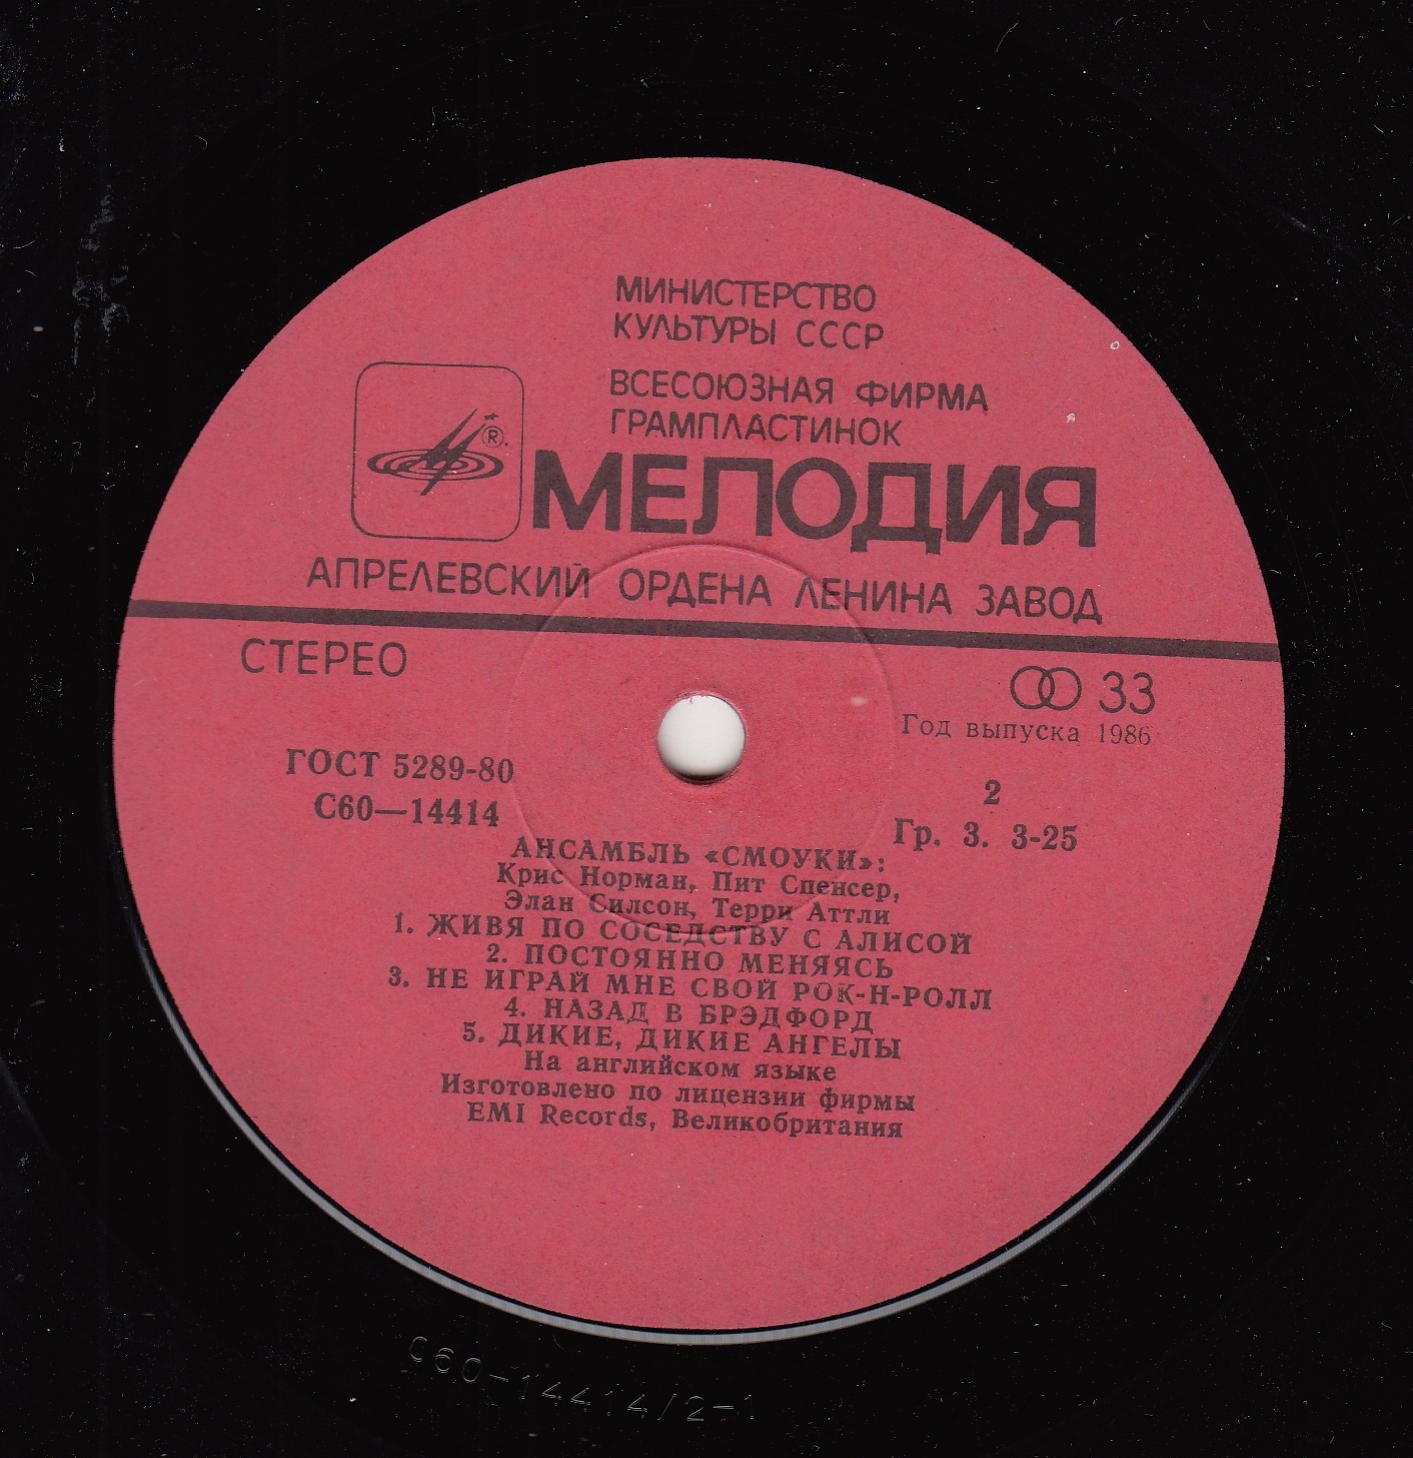 МИНИСТЕРСТВО
КУЛЬТУРЫ СССР
ВСЕСОЮЗНАЯ ФИРМА
ГРАМПЛАСТИНОК
®.
МЕЛОДИЯ
АПРЕЛЕВСКИЙ ОРДЕНА ЛЕНИНА ЗАВОД
СТЕРЕО
33
Год выпуска 1986
ГОСТ 5289-80
2
С60—14414
Гр. 3. 3-25
АНСАМБЛЬ «СМОУКИ»:
Крис Норман, Пит Спенсер,
Элан Силсон, Терри Аттли
1. ЖИВЯ ПО СОСЕДСТВУ С АЛИСОЙ
2. ПОСТОЯННО МЕНЯЯСЬ
3. НЕ ИГРАЙ МНЕ СВОЙ РОК-Н-РОЛЛ
4. НАЗАД В БРЭДФОРД
5. ДИКИЕ, ДИКИЕ АНГЕЛЫ
На английском языке
Изготовлено по лицензии фирмы
EMI Records, Великобритания
С60-14414/2-1